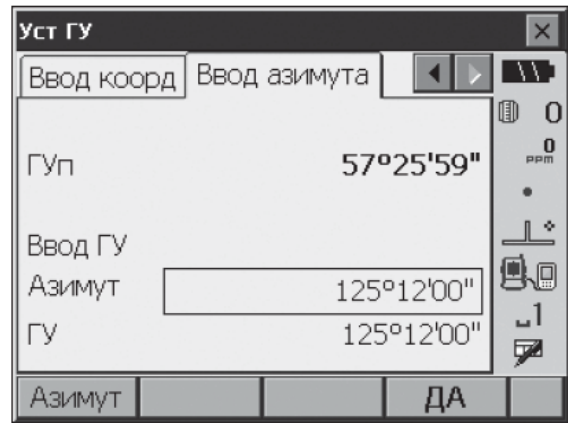 Уст ГУ
Ввод коорд Ввод азимута
0
0
ppm
ГУп 57°25'59"
Ввод ГУ
Азимут 125°12'00"
1
ГУ 125°12'00"
Азимут ДА